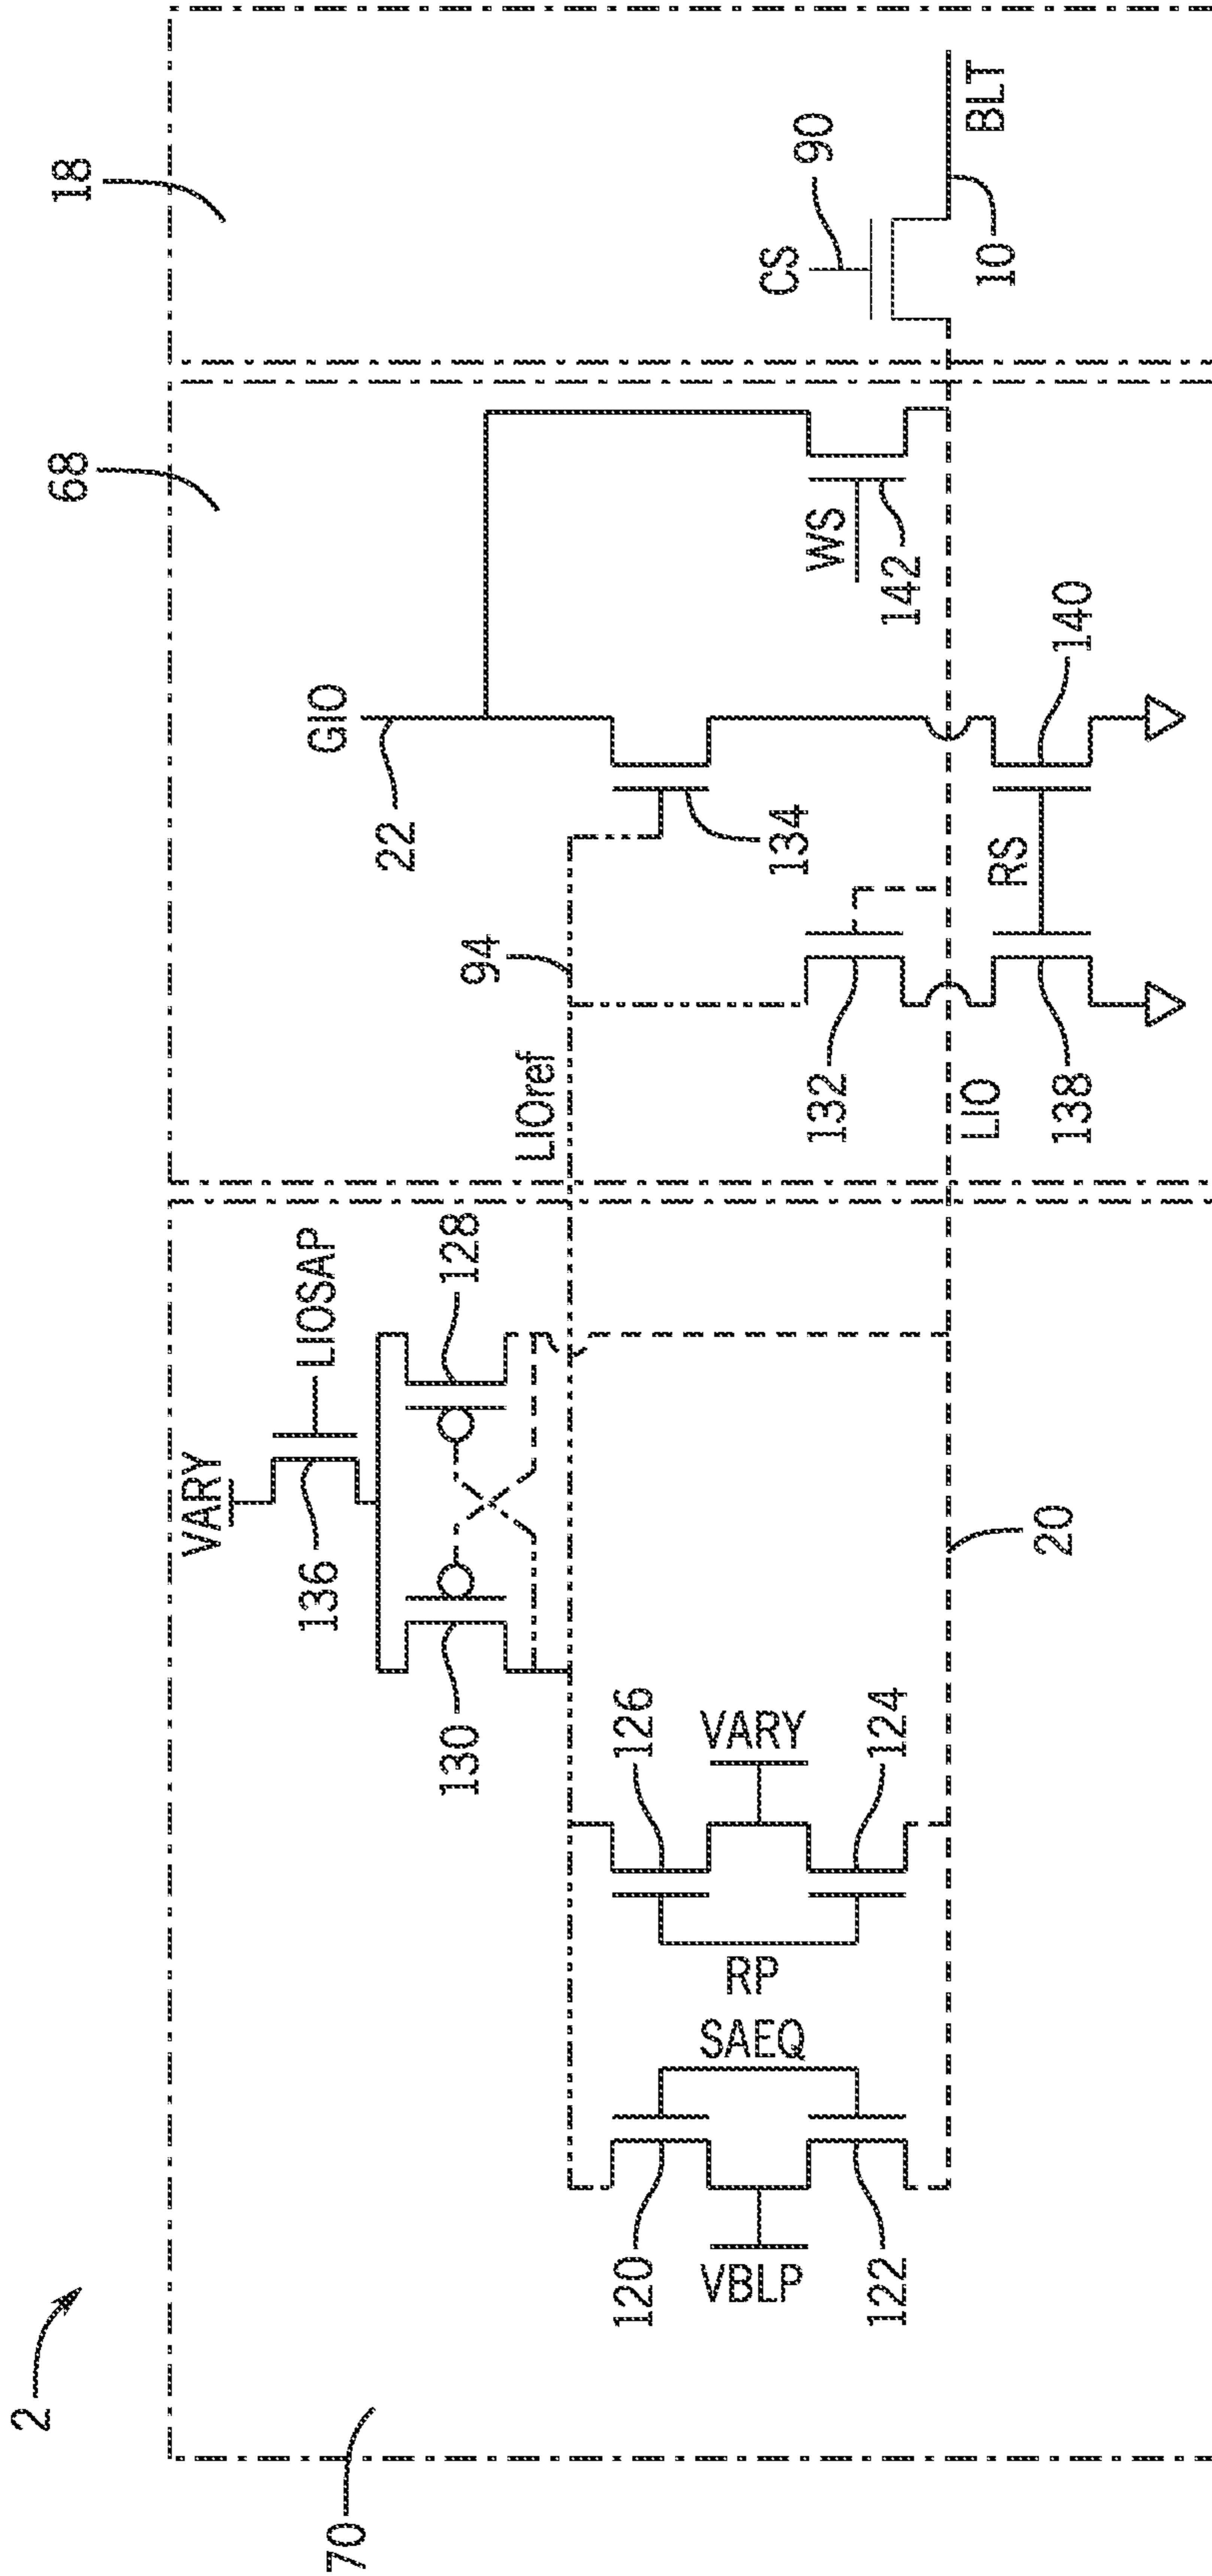 2
70
68
18
VARY
136
LIOSAP
130
128
LIOref
94
GIO
22
134
120
126
VBLP
SAEQ
RP
VARY
122
124
132
WS
142
CS
90
20
LIO
10
BLT
138
RS
140